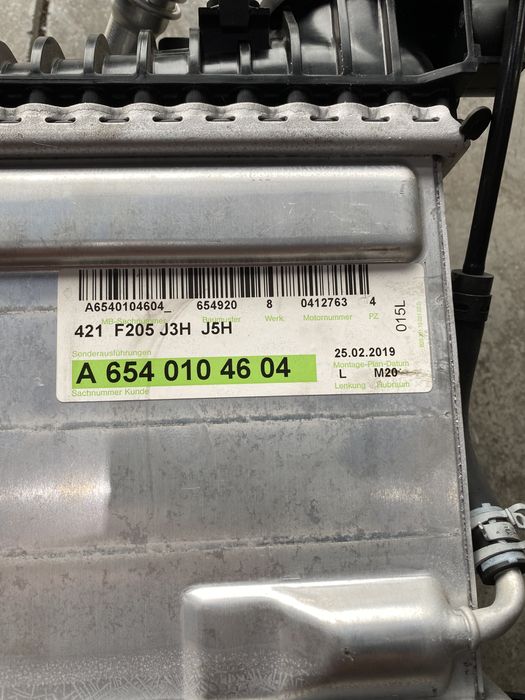 A6540104604_ 654920 8 0412763 4
MB-Sachnummer Baumuster Werk Motornummer PZ
421 F205 J3H J5H
015L
Sonderausführungen
A 654 010 46 04
Sachnummer Kunde
25.02.2019
Montage-Plan-Datum
L M20
Lenkung Hubraum